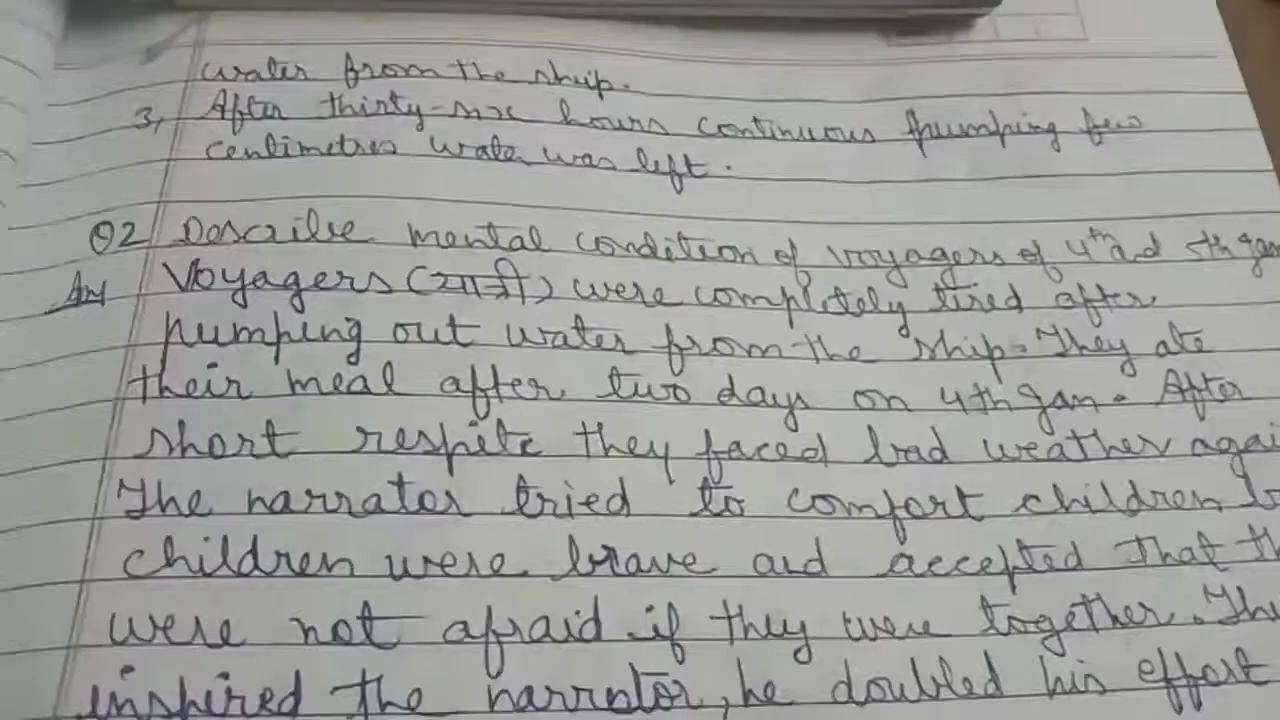 water from the ship.
3, After thirty-six hours continuous pumping few
centimetres water was left.
Q2 Describe mental condition of voyagers of 4th and 5th Jan
Ans Voyagers (यात्री) were completely tired after
pumping out water from the ship. They ate
their meal after two days on 4th Jan. After
short respite they faced bad weather again
The narrator tried to comfort children
children were brave and accepted that
were not afraid if they were together.
inspired the narrator, he doubled his effort